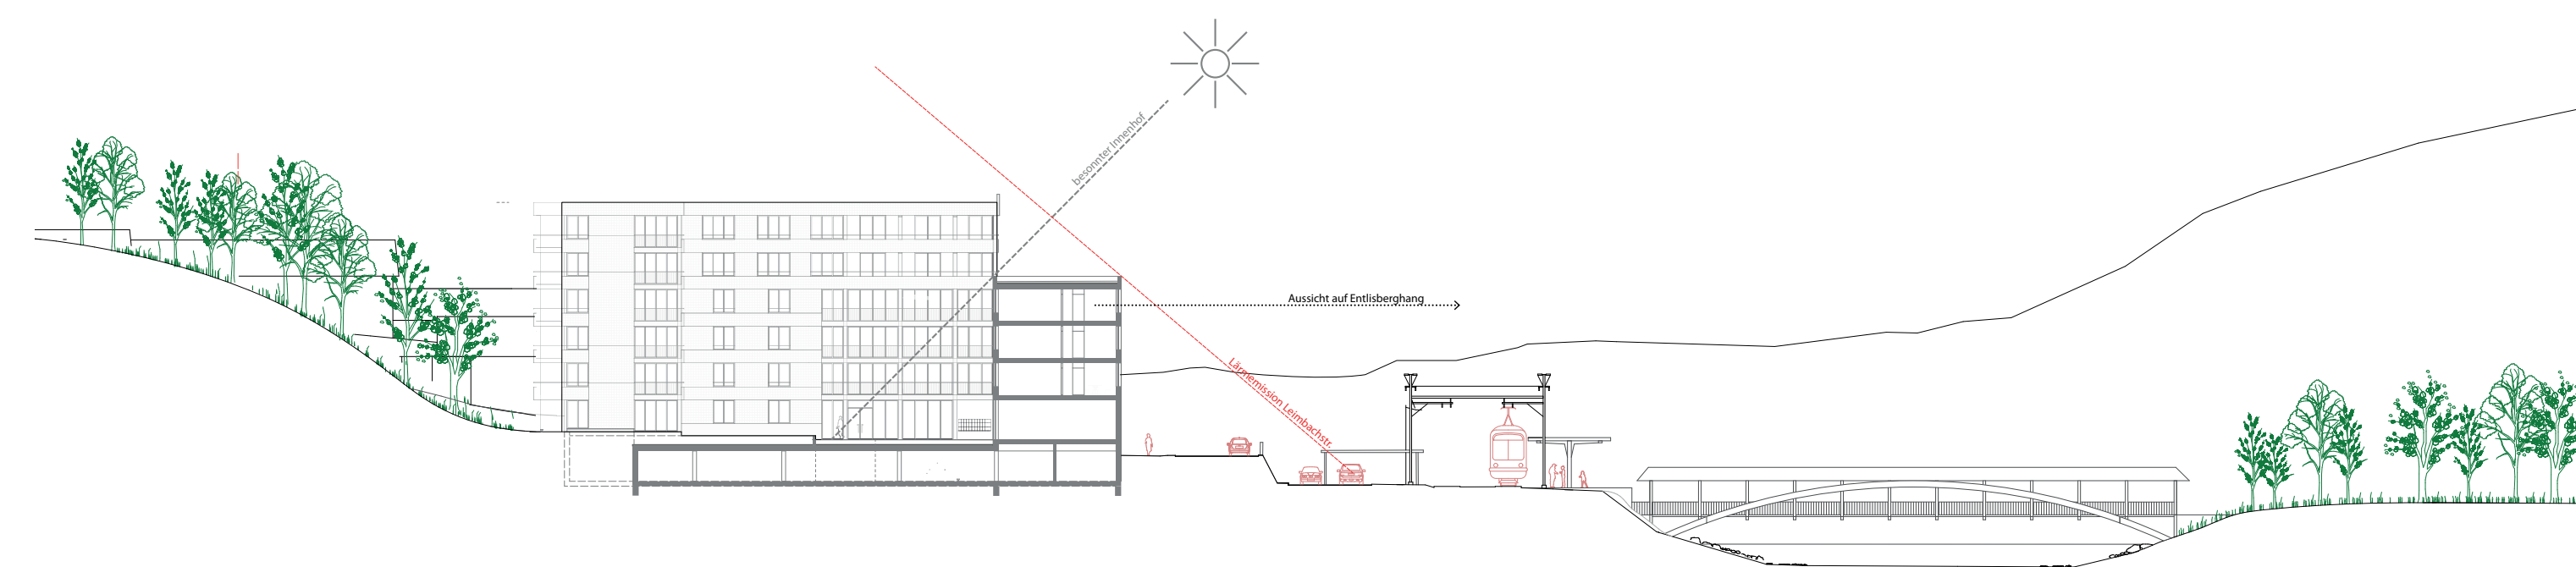 besonnter Innenhof
Aussicht auf Entlisberghang
Lärmemission Leimbachstr.